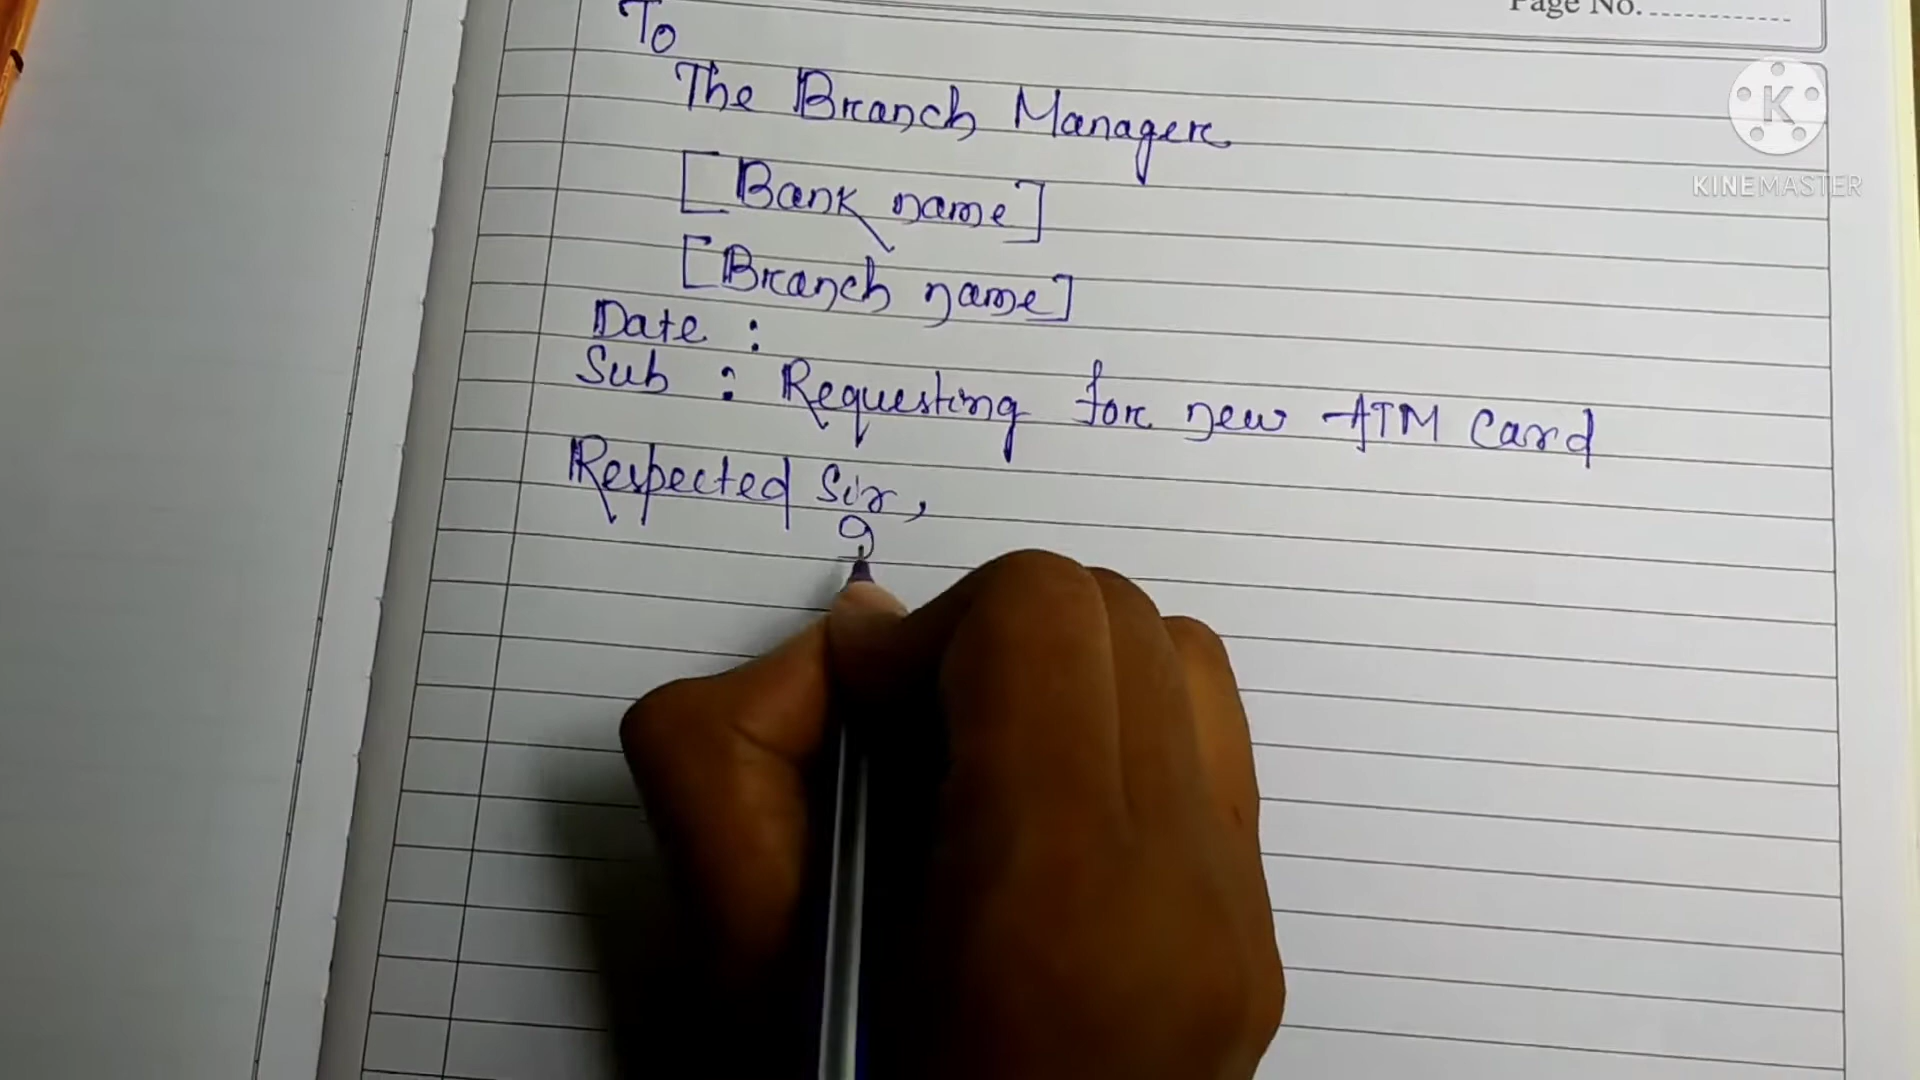 Page No. ............
To
The Branch Manager
[Bank name]
[Branch name]
Date :
Sub : Requesting for new ATM Card
Respected Sir,
K
KINEMASTER